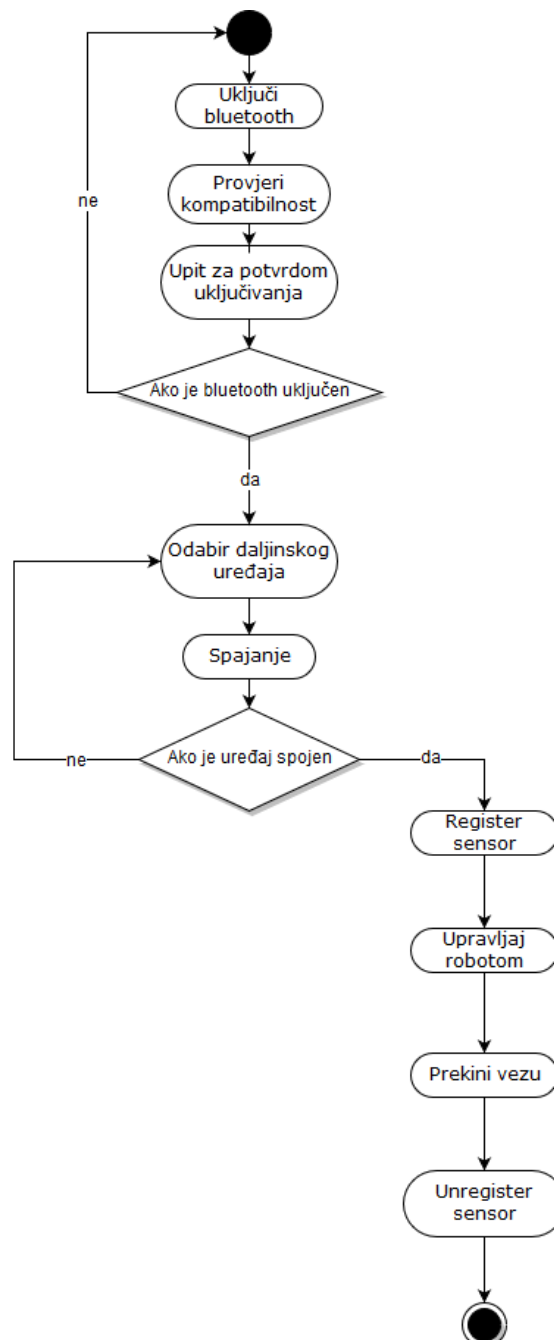 Uključi
bluetooth
ne
Provjeri
kompatibilnost
Upit za potvrdom
uključivanja
Ako je bluetooth uključen
da
Odabir daljinskog
uređaja
Spajanje
Ako je uređaj spojen
ne
da
Register
sensor
Upravljaj
robotom
Prekini vezu
Unregister
sensor